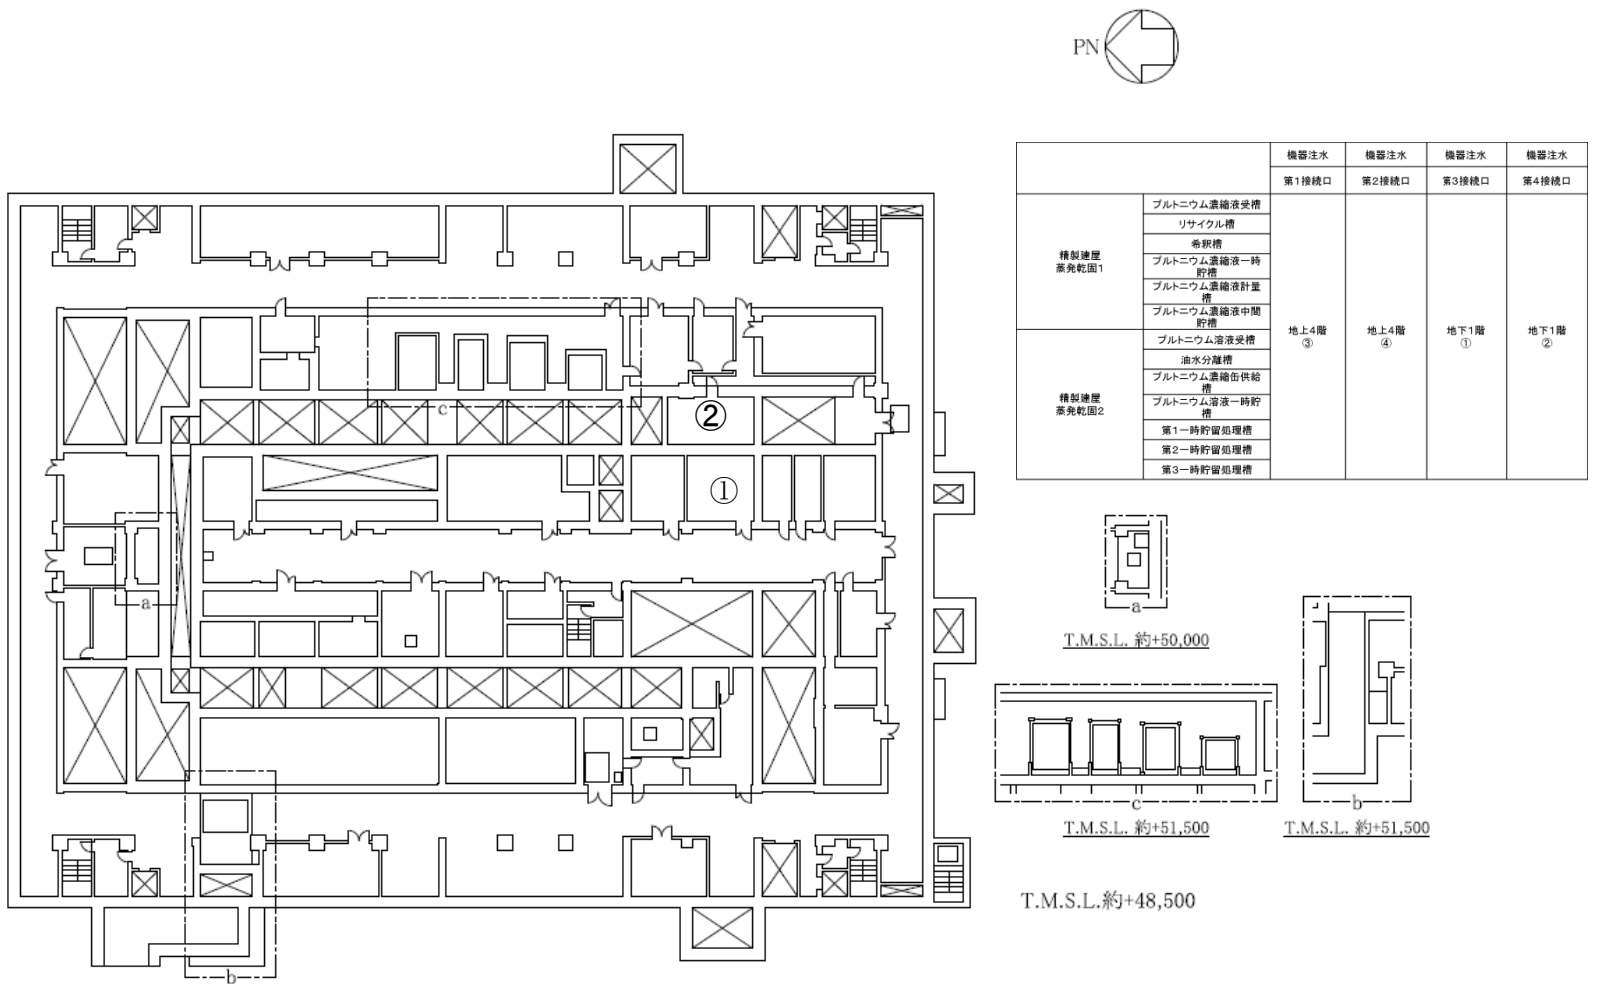 PN
機器注水 機器注水 機器注水 機器注水
第1接続口 第2接続口 第3接続口 第4接続口
精製建屋
蒸発乾固1
プルトニウム濃縮液受槽
リサイクル槽
希釈槽
プルトニウム濃縮液一時
貯槽
プルトニウム濃縮液計量
槽
プルトニウム濃縮液中間
貯槽
精製建屋
蒸発乾固2
プルトニウム溶液受槽
油水分離槽
プルトニウム濃縮缶供給
槽
プルトニウム溶液一時貯
槽
第1一時貯留処理槽
第2一時貯留処理槽
第3一時貯留処理槽
地上4階
③
地上4階
④
地下1階
①
地下1階
②
c
②
①
a
b
a
T.M.S.L. 約+50,000
c
T.M.S.L. 約+51,500
b
T.M.S.L. 約+51,500
T.M.S.L.約+48,500